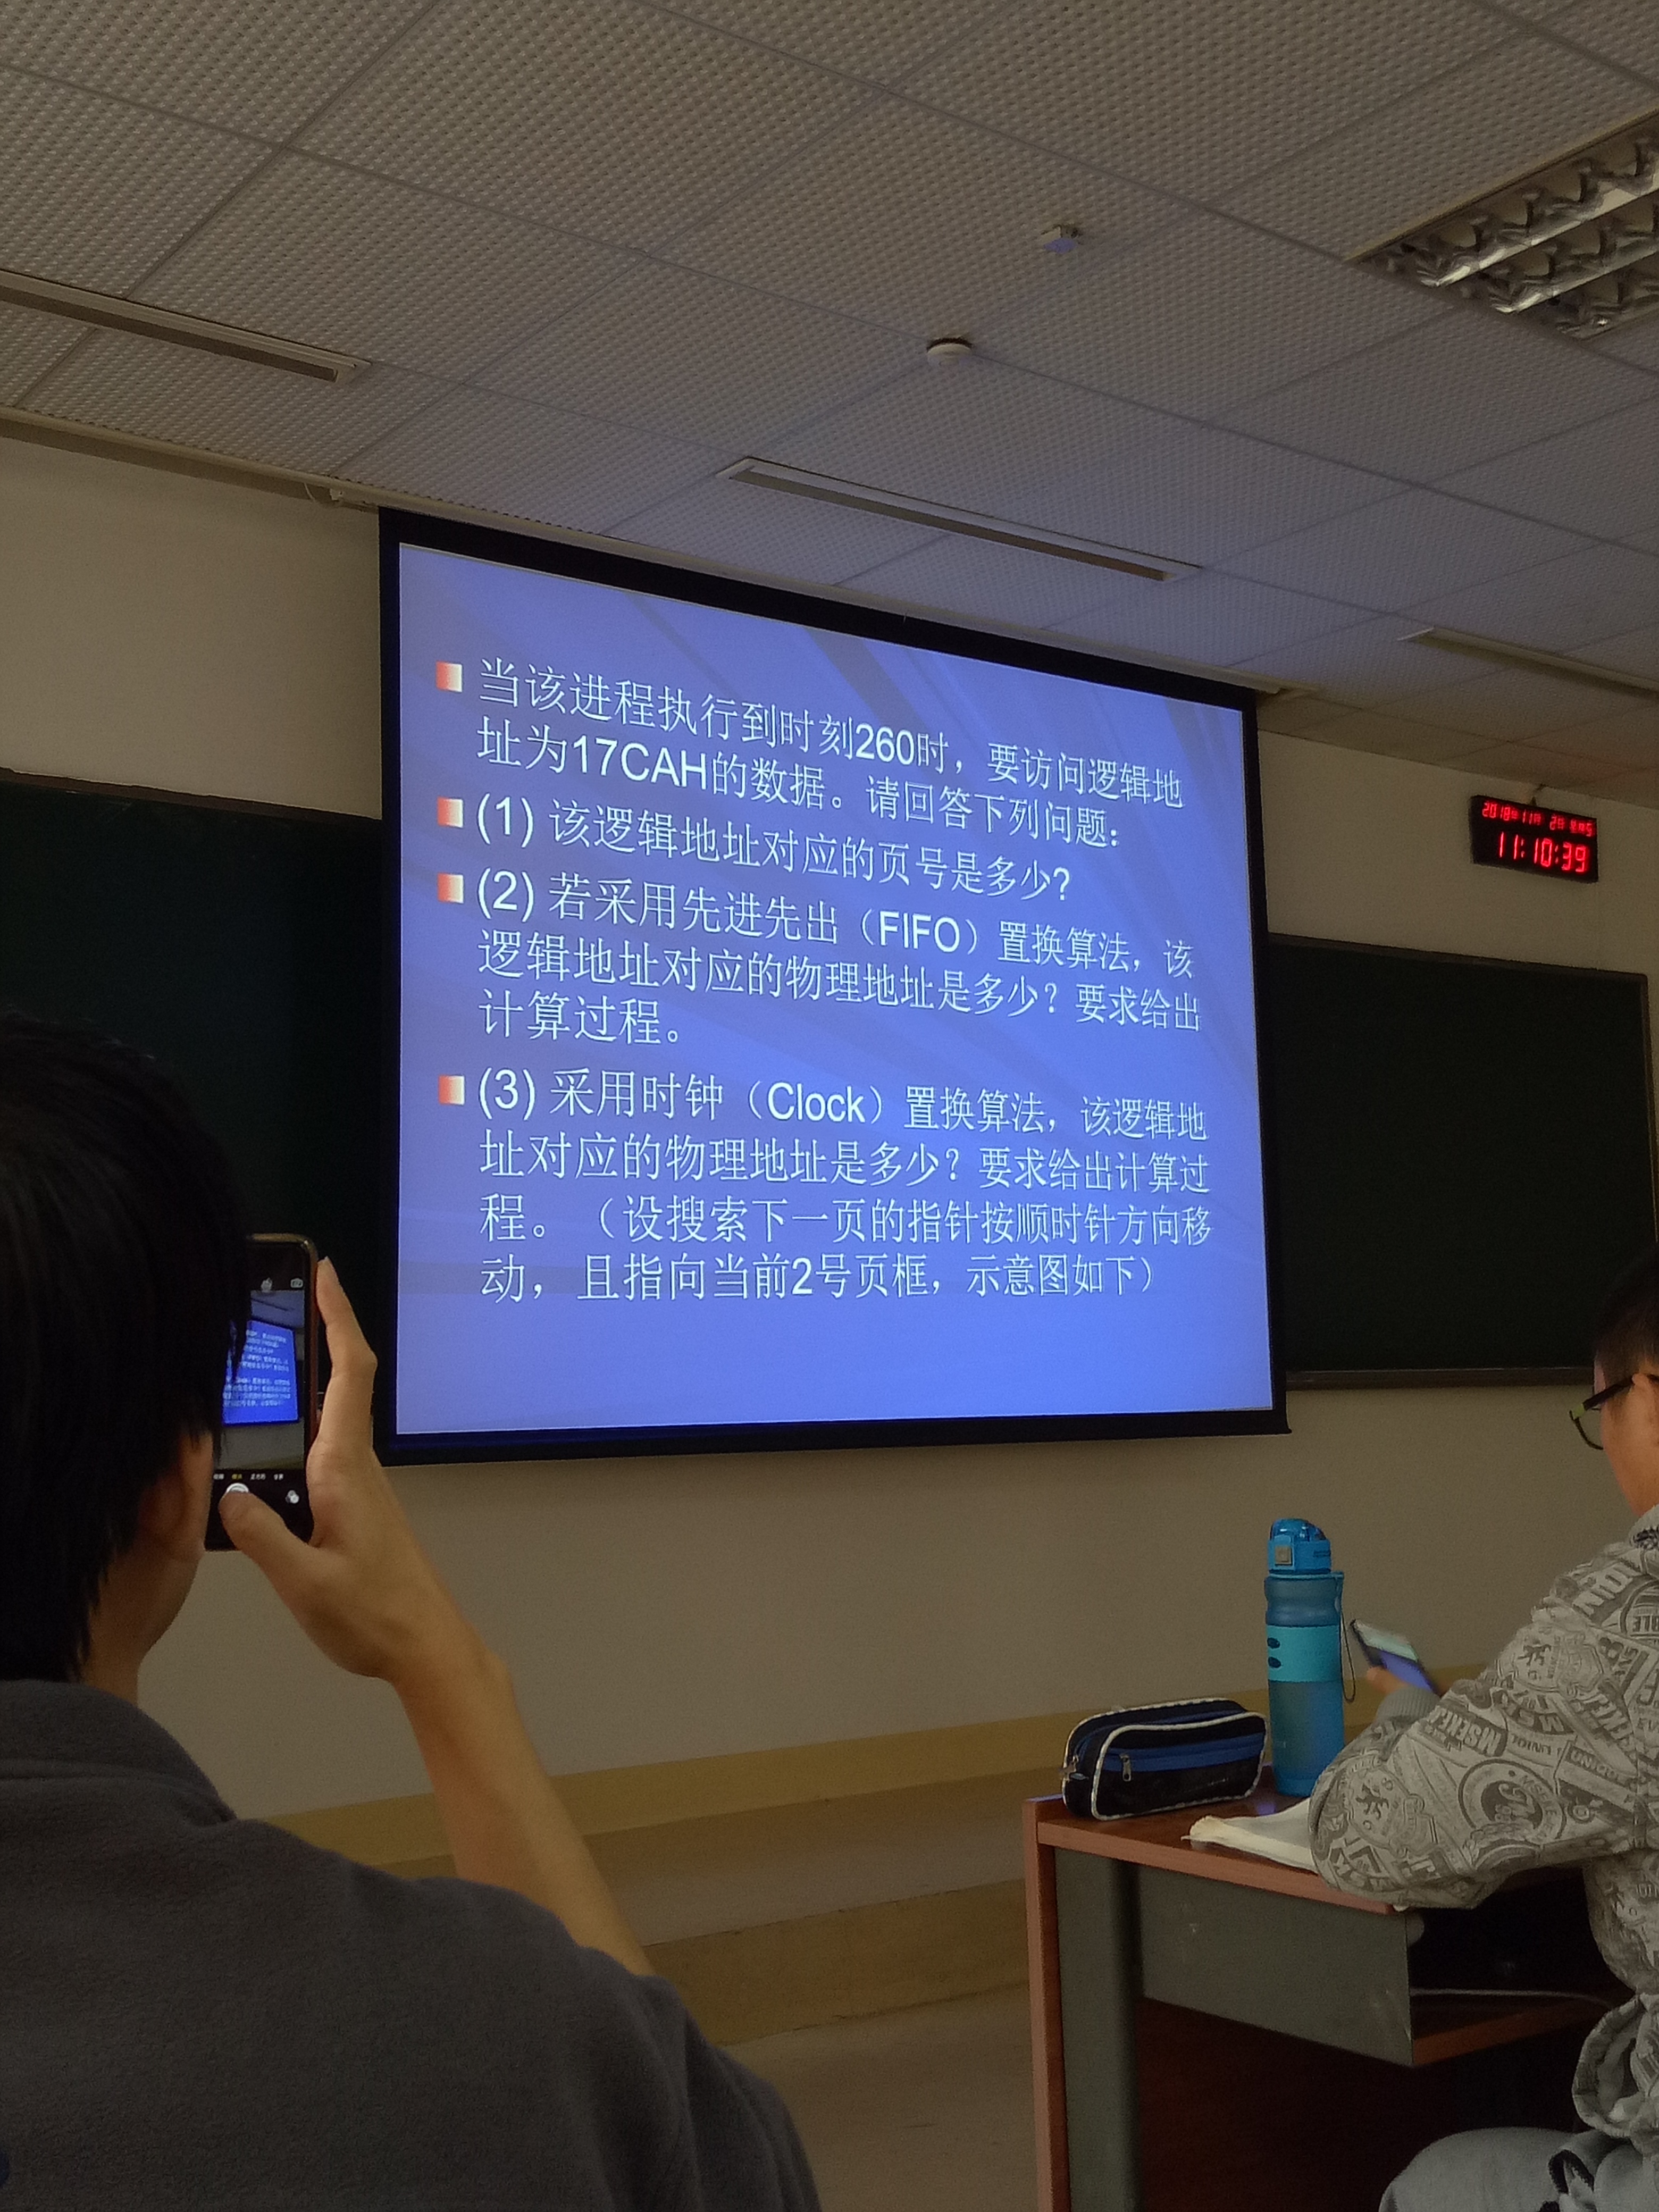 当该进程执行到时刻260时，要访问逻辑地
址为17CAH的数据。请回答下列问题：
(1) 该逻辑地址对应的页号是多少?
(2) 若采用先进先出（FIFO）置换算法，该
逻辑地址对应的物理地址是多少？要求给出
计算过程。
(3) 采用时钟（Clock）置换算法，该逻辑地
址对应的物理地址是多少？要求给出计算过
程。（设搜索下一页的指针按顺时针方向移
动，且指向当前2号页框，示意图如下）
2018年11月 2日 星期5
11:10:39